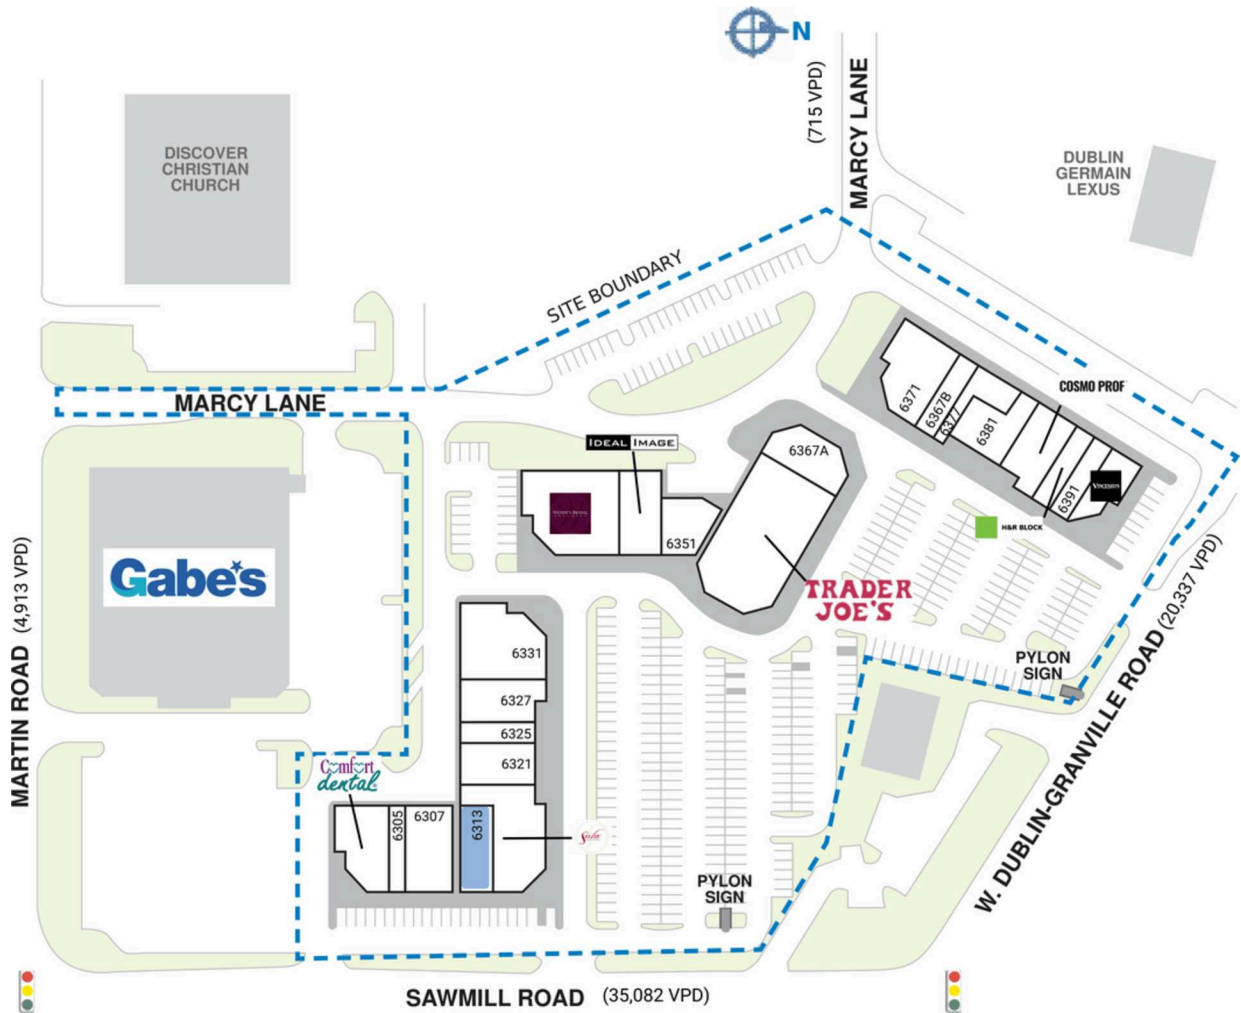 N
(715 VPD)
MARCY LANE
DISCOVER
CHRISTIAN
CHURCH
DUBLIN
GERMAIN
LEXUS
SITE BOUNDARY
MARCY LANE
COSMO PROF
6371
6367B
6377
6381
6391
H&R BLOCK
IDEAL IMAGE
6351
6367A
TRADER
JOE'S
Gabe's
MARTIN ROAD (4,913 VPD)
6331
6327
6325
6321
6313
Comfort
dental
6305
6307
PYLON
SIGN
PYLON
SIGN
W. DUBLIN-GRANVILLE ROAD (20,337 VPD)
SAWMILL ROAD (35,082 VPD)